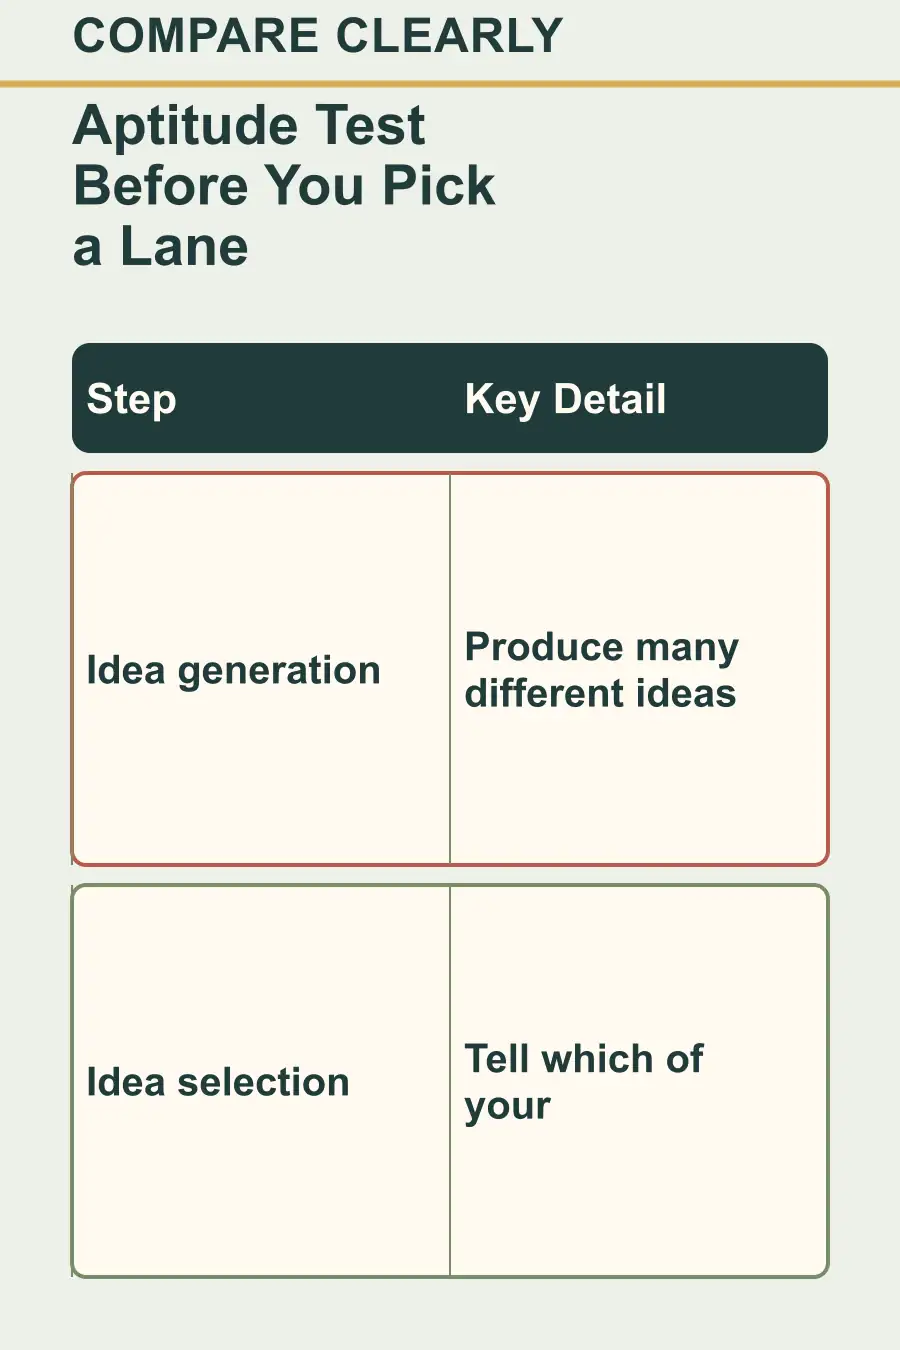 COMPARE CLEARLY
Aptitude Test
Before You Pick
a Lane
Step
Key Detail
Idea generation
Produce many
different ideas
Idea selection
Tell which of
your